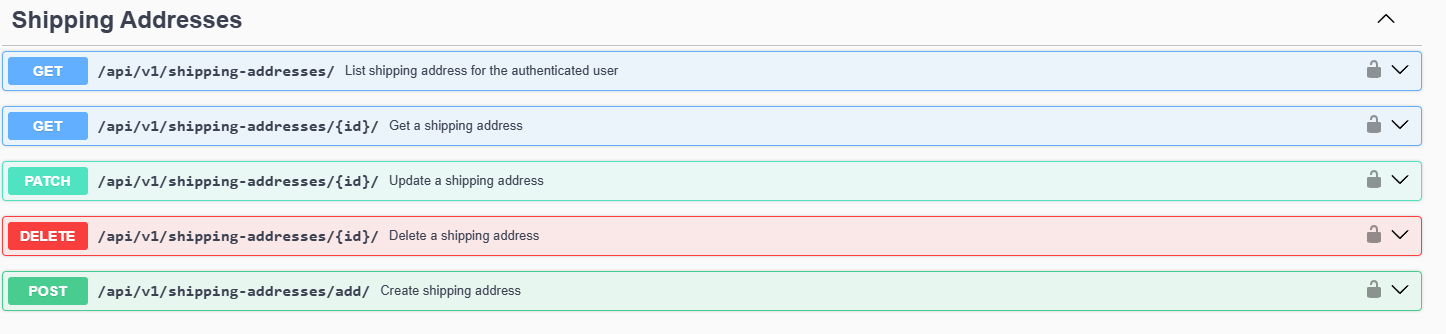 Shipping Addresses
GET /api/v1/shipping-addresses/ List shipping address for the authenticated user
GET /api/v1/shipping-addresses/{id}/ Get a shipping address
PATCH /api/v1/shipping-addresses/{id}/ Update a shipping address
DELETE /api/v1/shipping-addresses/{id}/ Delete a shipping address
POST /api/v1/shipping-addresses/add/ Create shipping address